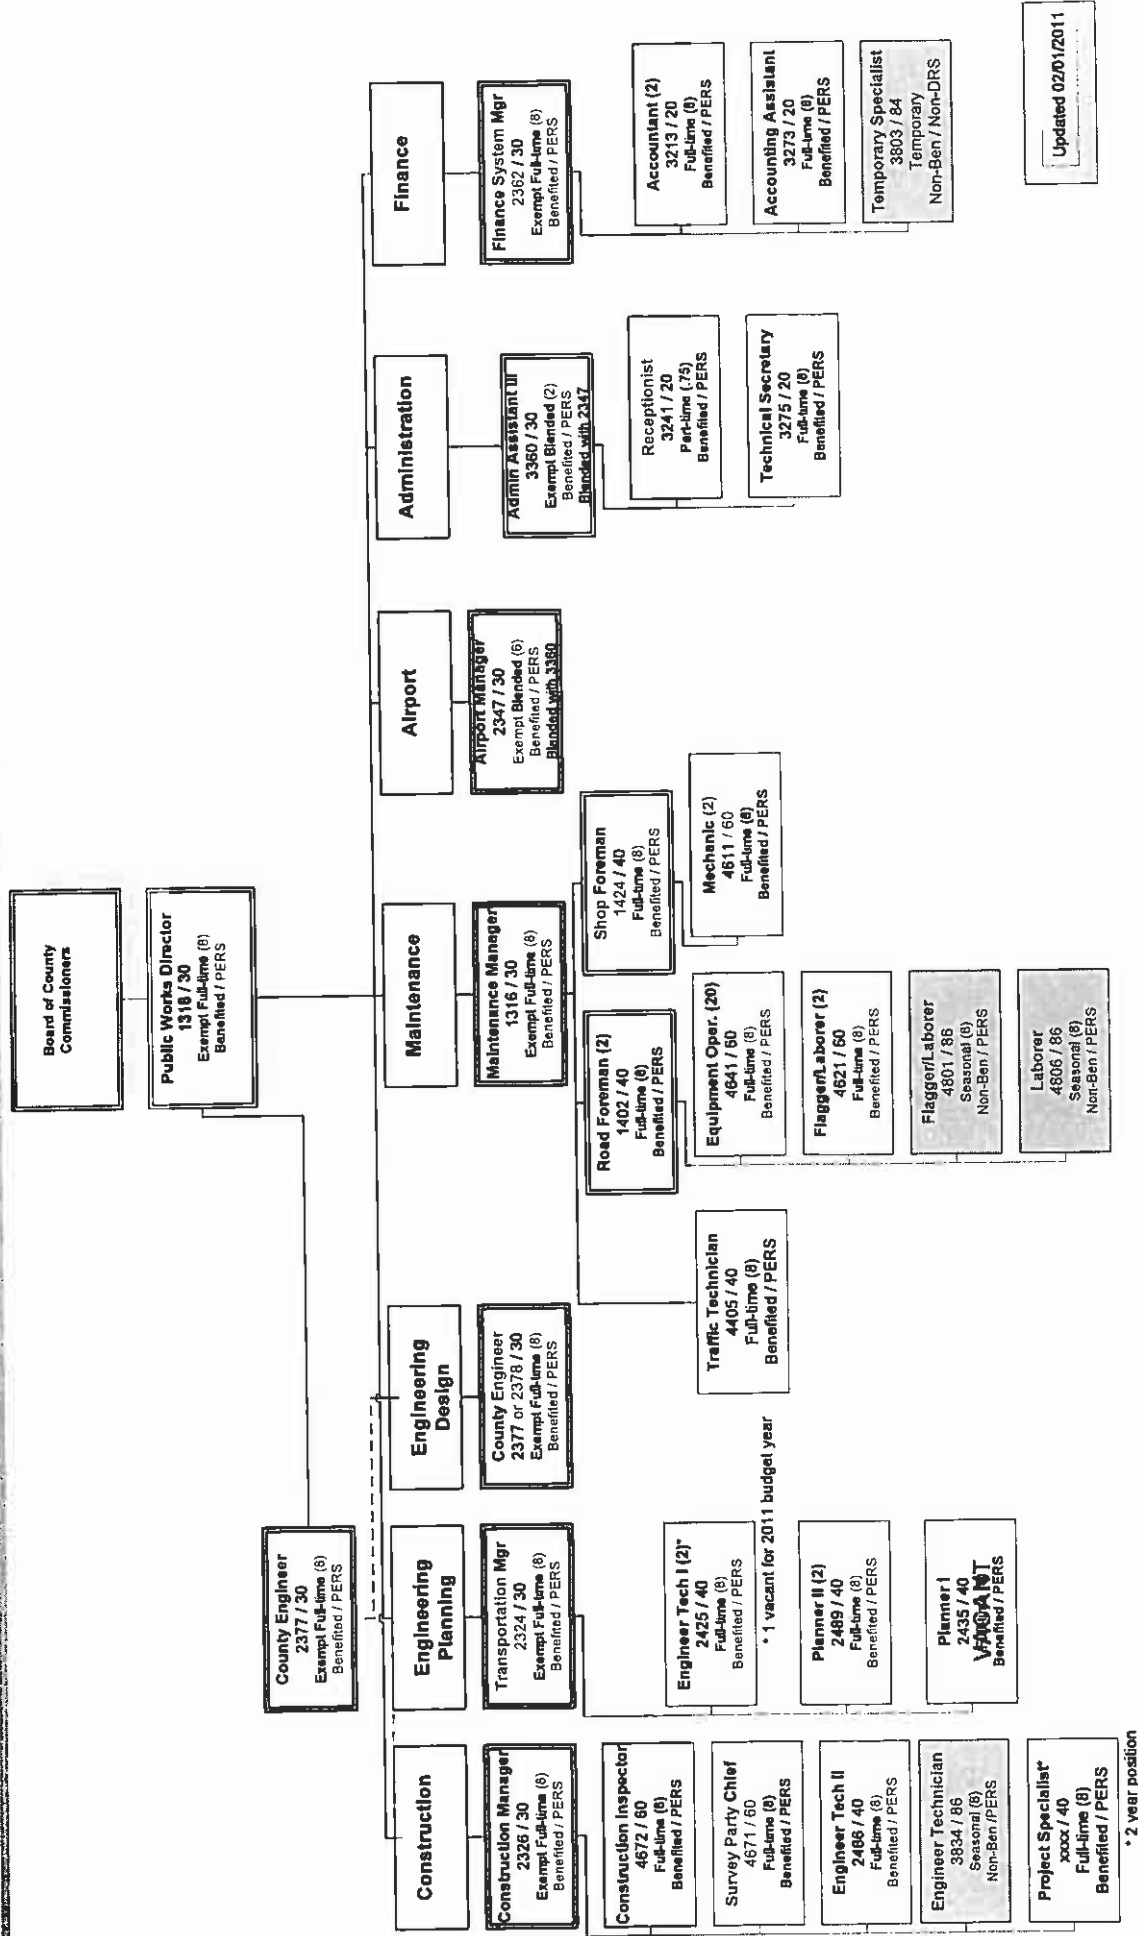 Board of County
Commissioners
Public Works Director
1316 / 30
Exempt Full-time (8)
Benefited / PERS
County Engineer
2377 / 30
Exempt Full-time (8)
Benefited / PERS
Construction
Construction Manager
2326 / 30
Exempt Full-time (8)
Benefited / PERS
Construction Inspector
4672 / 60
Full-time (8)
Benefited / PERS
Survey Party Chief
4671 / 60
Full-time (8)
Benefited / PERS
Engineer Tech II
2486 / 40
Full-time (8)
Benefited / PERS
Engineer Technician
3834 / 86
Seasonal (8)
Non-Ben /PERS
Project Specialist*
xxxx / 40
Full-time (8)
Benefited / PERS
* 2 year position
Engineering
Planning
Transportation Mgr
2324 / 30
Exempt Full-time (8)
Benefited / PERS
Engineer Tech I (2)*
2425 / 40
Full-time (8)
Benefited / PERS
* 1 vacant for 2011 budget year
Planner II (2)
2489 / 40
Full-time (8)
Benefited / PERS
Planner I
2435 / 40
VACANT
Benefited / PERS
Engineering
Design
County Engineer
2377 or 2378 / 30
Exempt Full-time (8)
Benefited / PERS
Maintenance
Maintenance Manager
1316 / 30
Exempt Full-time (8)
Benefited / PERS
Traffic Technician
4405 / 40
Full-time (8)
Benefited / PERS
Road Foreman (2)
1402 / 40
Full-time (8)
Benefited / PERS
Equipment Oper. (20)
4641 / 60
Full-time (8)
Benefited / PERS
Flagger/Laborer (2)
4621 / 60
Full-time (8)
Benefited / PERS
Flagger/Laborer
4801 / 86
Seasonal (8)
Non-Ben / PERS
Laborer
4806 / 86
Seasonal (8)
Non-Ben / PERS
Shop Foreman
1424 / 40
Full-time (8)
Benefited / PERS
Mechanic (2)
4611 / 60
Full-time (8)
Benefited / PERS
Airport
Airport Manager
2347 / 30
Exempt Blended (6)
Benefited / PERS
Blended with 3360
Administration
Admin Assistant III
3360 / 30
Exempt Blended (2)
Benefited / PERS
Blended with 2347
Receptionist
3241 / 20
Part-time (.75)
Benefited / PERS
Technical Secretary
3275 / 20
Full-time (8)
Benefited / PERS
Finance
Finance System Mgr
2362 / 30
Exempt Full-time (8)
Benefited / PERS
Accountant (2)
3213 / 20
Full-time (8)
Benefited / PERS
Accounting Assistant
3273 / 20
Full-time (8)
Benefited / PERS
Temporary Specialist
3803 / 84
Temporary
Non-Ben / Non-DRS
Updated 02/01/2011